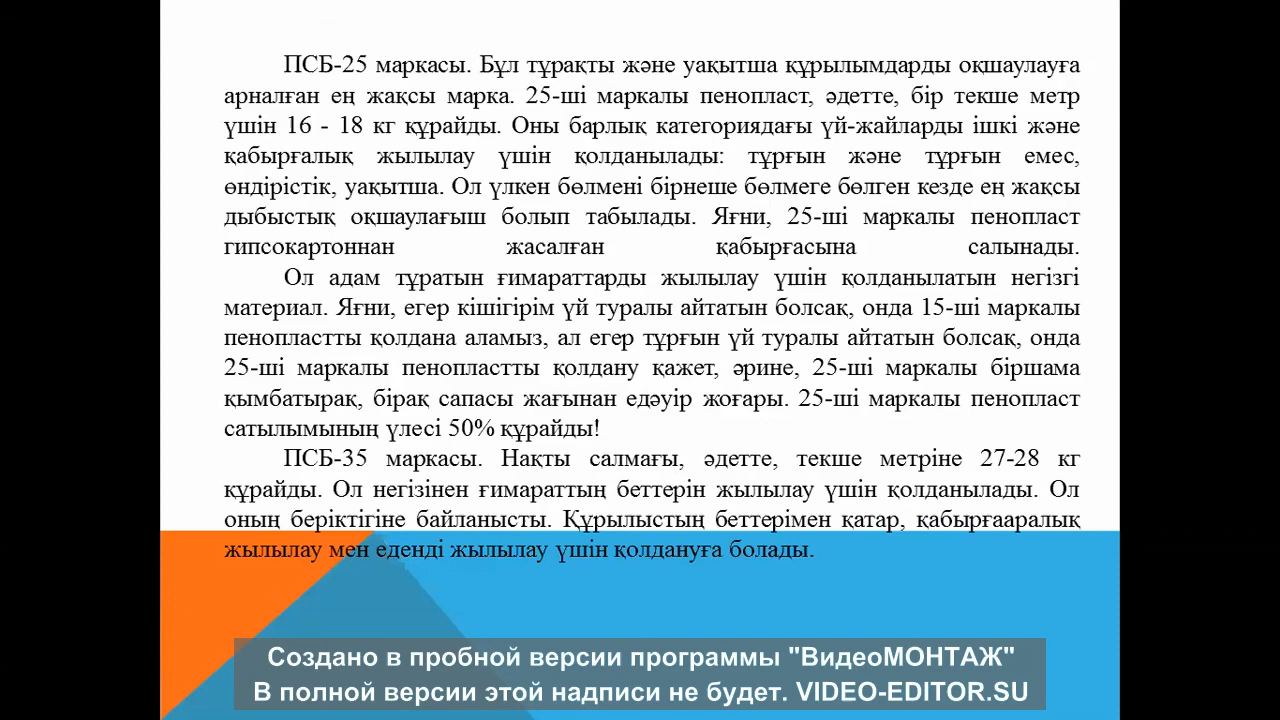 ПСБ-25 маркасы. Бұл тұрақты және уақытша құрылымдарды оқшаулауға
арналған ең жақсы марка. 25-ші маркалы пенопласт, әдетте, бір текше метр
үшін 16 - 18 кг құрайды. Оны барлық категориядағы үй-жайларды ішкі және
қабырғалық жылылау үшін қолданылады: тұрғын және тұрғын емес,
өндірістік, уақытша. Ол үлкен бөлмені бірнеше бөлмеге бөлген кезде ең жақсы
дыбыстық оқшаулағыш болып табылады. Яғни, 25-ші маркалы пенопласт
гипсокартоннан жасалған қабырғасына салынады.
Ол адам тұратын ғимараттарды жылылау үшін қолданылатын негізгі
материал. Яғни, егер кішігірім үй туралы айтатын болсақ, онда 15-ші маркалы
пенопластты қолдана аламыз, ал егер тұрғын үй туралы айтатын болсақ, онда
25-ші маркалы пенопластты қолдану қажет, әрине, 25-ші маркалы біршама
қымбатырақ, бірақ сапасы жағынан едәуір жоғары. 25-ші маркалы пенопласт
сатылымының үлесі 50% құрайды!
ПСБ-35 маркасы. Нақты салмағы, әдетте, текше метріне 27-28 кг
құрайды. Ол негізінен ғимараттың беттерін жылылау үшін қолданылады. Ол
оның беріктігіне байланысты. Құрылыстың беттерімен қатар, қабырғааралық
жылылау мен еденді жылылау үшін қолдануға болады.
Создано в пробной версии программы "ВидеоМОНТАЖ"
В полной версии этой надписи не будет. VIDEO-EDITOR.SU